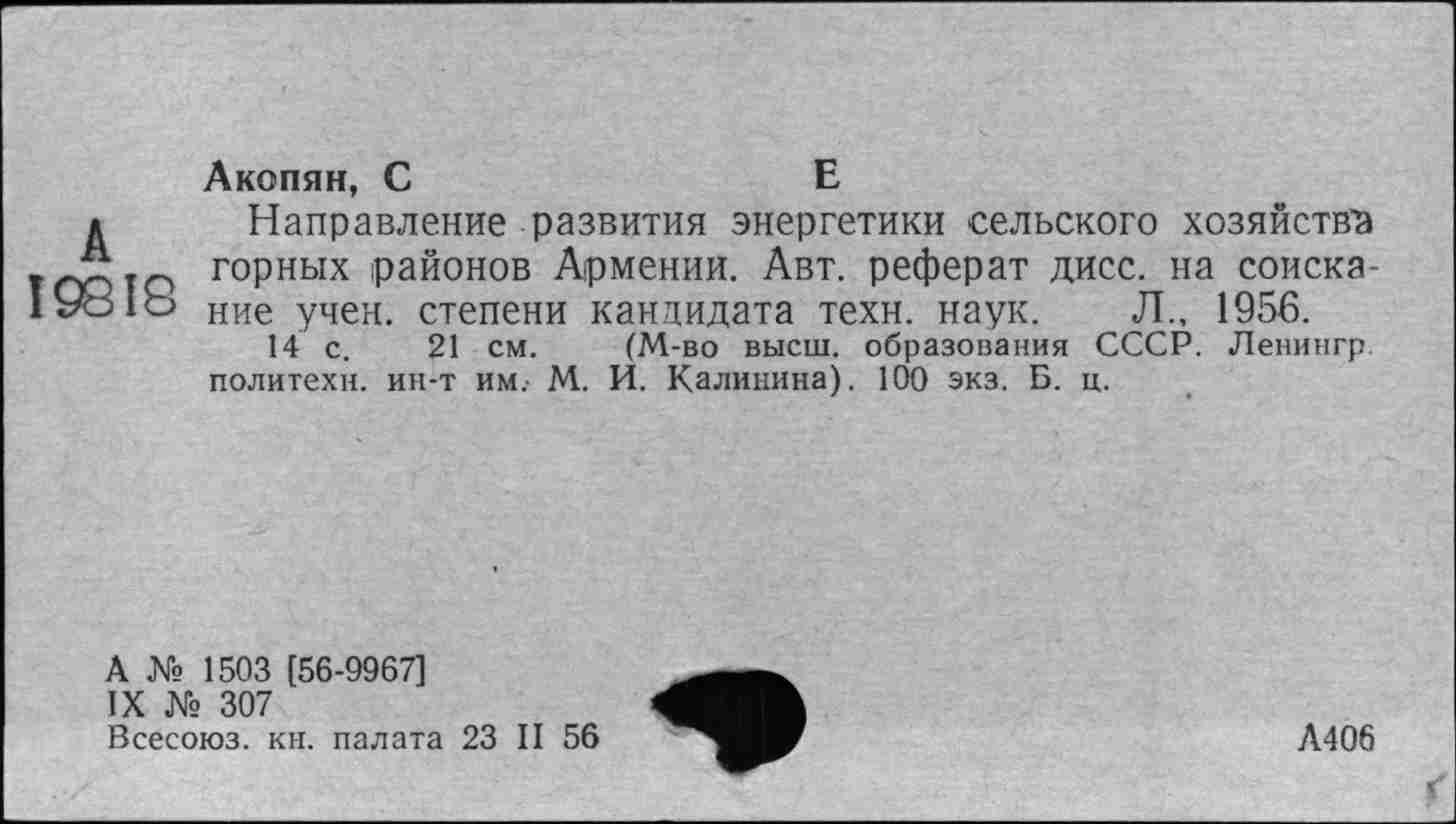 Акопян, С Е
Направление развития энергетики сельского хозяйства
А
19818
горных районов Армении. Авт. реферат дисс. на соиска-
ние учен. степени кандидата техн. наук. Л., 1956.
14 с. 21 см. (М-во высш. образования СССР. Ленингр.
политехн. ин-т им. М. И. Калинина). 100 экз. Б. ц.
А № 1503 [56-9967]
IX № 307
Всесоюз. кн. палата 23 II 56
А406